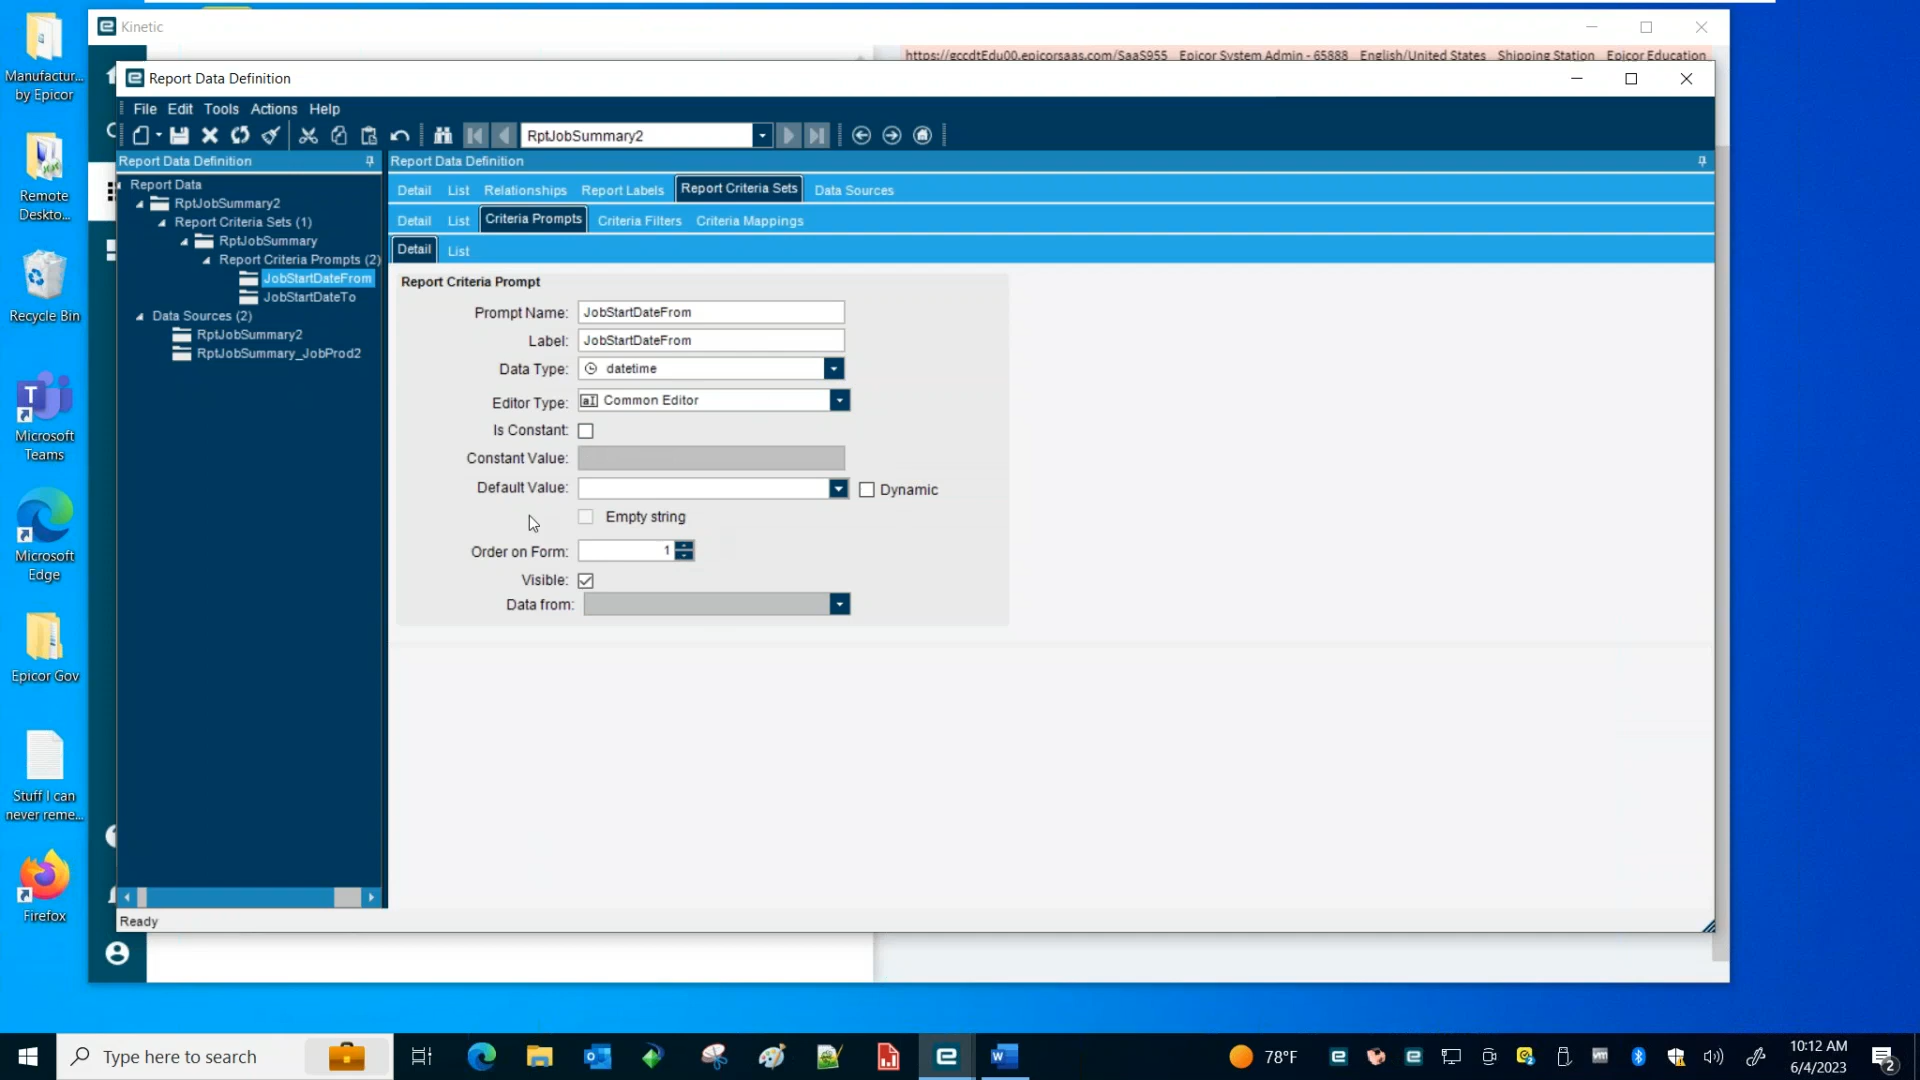 Kinetic
https://gccdtEdu00.epicorsaas.com/SaaS955 Epicor System Admin - 65888 English/United States Shipping Station Epicor Education
Report Data Definition
File Edit Tools Actions Help
RptJobSummary2
Report Data Definition
Report Data
RptJobSummary2
Report Criteria Sets (1)
RptJobSummary
Report Criteria Prompts (2)
JobStartDateFrom
JobStartDateTo
Data Sources (2)
RptJobSummary2
RptJobSummary_JobProd2
Report Data Definition
Detail List Relationships Report Labels Report Criteria Sets Data Sources
Detail List Criteria Prompts Criteria Filters Criteria Mappings
Detail List
Report Criteria Prompt
Prompt Name: JobStartDateFrom
Label: JobStartDateFrom
Data Type: datetime
Editor Type: aI Common Editor
Is Constant:
Constant Value:
Default Value: Dynamic
Empty string
Order on Form: 1
Visible:
Data from:
Ready
Manufactur...
by Epicor
Remote
Deskto...
Recycle Bin
Microsoft
Teams
Microsoft
Edge
Epicor Gov
Stuff I can
never reme...
Firefox
Type here to search
78°F
10:12 AM
6/4/2023
2